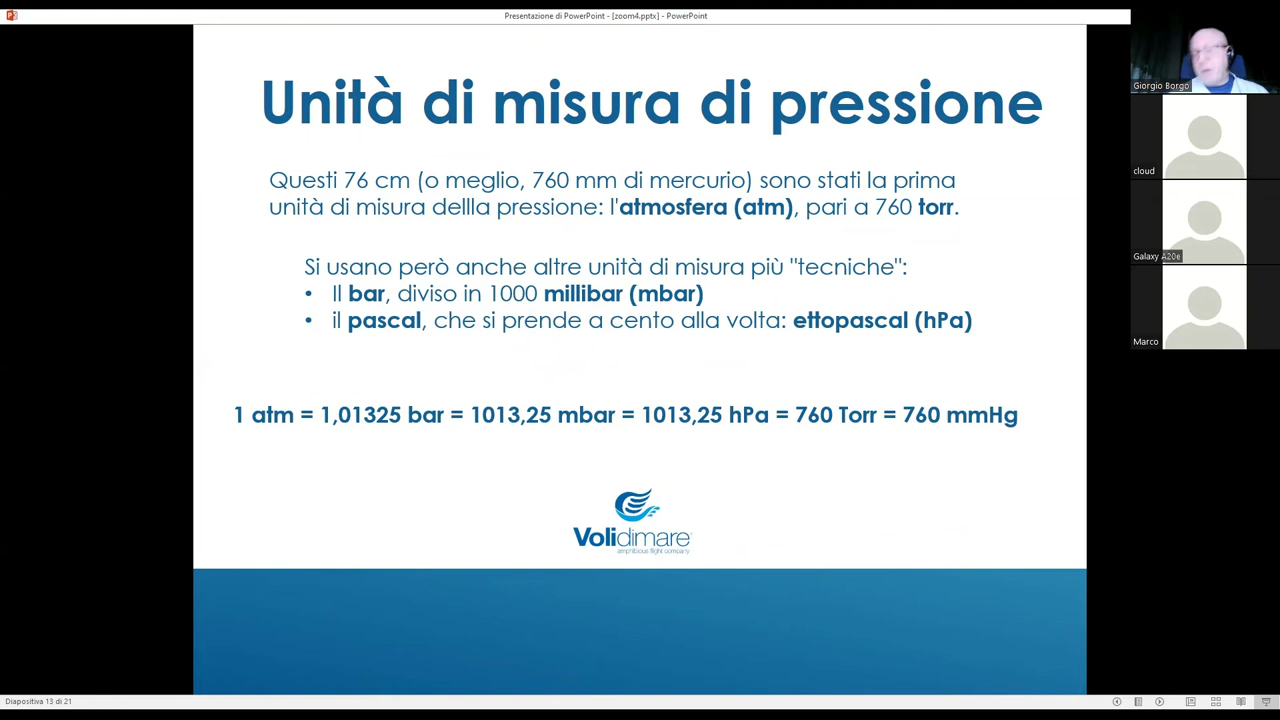 Presentazione di PowerPoint - [zoom4.pptx] - PowerPoint
Unità di misura di pressione
Questi 76 cm (o meglio, 760 mm di mercurio) sono stati la prima
unità di misura dellla pressione: l'atmosfera (atm), pari a 760 torr.
Si usano però anche altre unità di misura più "tecniche":
• Il bar, diviso in 1000 millibar (mbar)
• il pascal, che si prende a cento alla volta: ettopascal (hPa)
1 atm = 1,01325 bar = 1013,25 mbar = 1013,25 hPa = 760 Torr = 760 mmHg
Volidimare
amphibious flight company
Giorgio Borgo
cloud
Galaxy A20e
Marco
Diapositiva 13 di 21